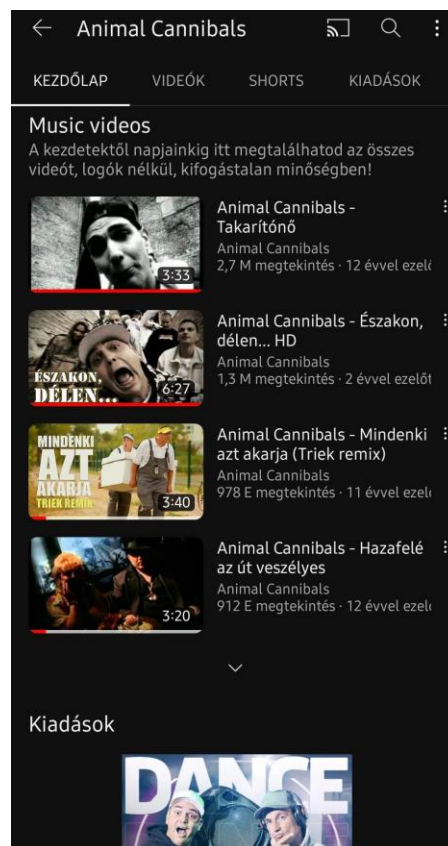 Animal Cannibals
KEZDŐLAP VIDEÓK SHORTS KIADÁSOK
Music videos
A kezdetektől napjainkig itt megtalálhatod az összes
videót, logók nélkül, kifogástalan minőségben!
3:33
Animal Cannibals -
Takarítónő
Animal Cannibals
2,7 M megtekintés · 12 évvel ezelő
ÉSZAKON,
DÉLEN...
6:27
Animal Cannibals - Északon,
délen... HD
Animal Cannibals
1,3 M megtekintés · 2 évvel ezelőt
MINDENKI
AZT
AKARJA
TRIEK REMIX
3:40
Animal Cannibals - Mindenki
azt akarja (Triek remix)
Animal Cannibals
978 E megtekintés · 11 évvel ezelő
3:20
Animal Cannibals - Hazafelé
az út veszélyes
Animal Cannibals
912 E megtekintés · 12 évvel ezelő
Kiadások
DANCE